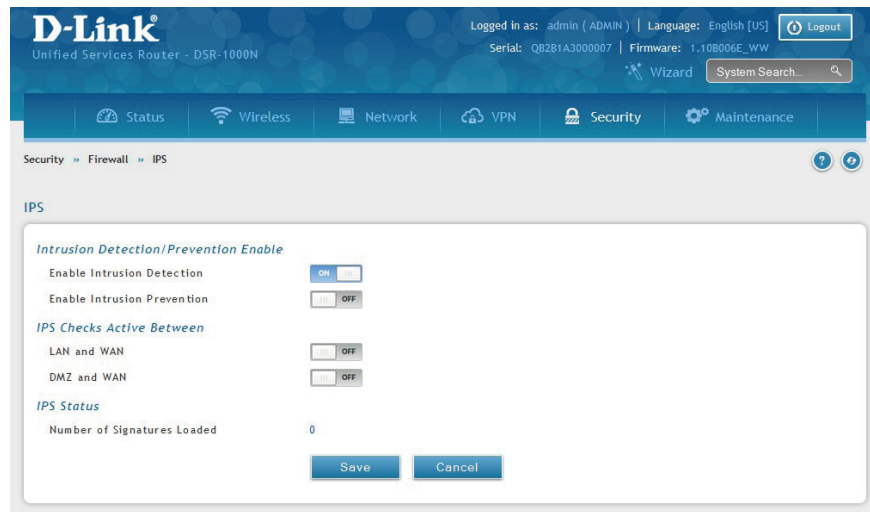 D-Link
Unified Services Router - DSR-1000N
Logged in as: admin ( ADMIN ) | Language: English [US]
Logout
Serial: QB2B1A3000007 | Firmware: 1.10B006E_WW
Wizard
System Search...
Status
Wireless
Network
VPN
Security
Maintenance
Security » Firewall » IPS
?
IPS
Intrusion Detection/Prevention Enable
Enable Intrusion Detection ON
Enable Intrusion Prevention OFF
IPS Checks Active Between
LAN and WAN OFF
DMZ and WAN OFF
IPS Status
Number of Signatures Loaded 0
Save Cancel